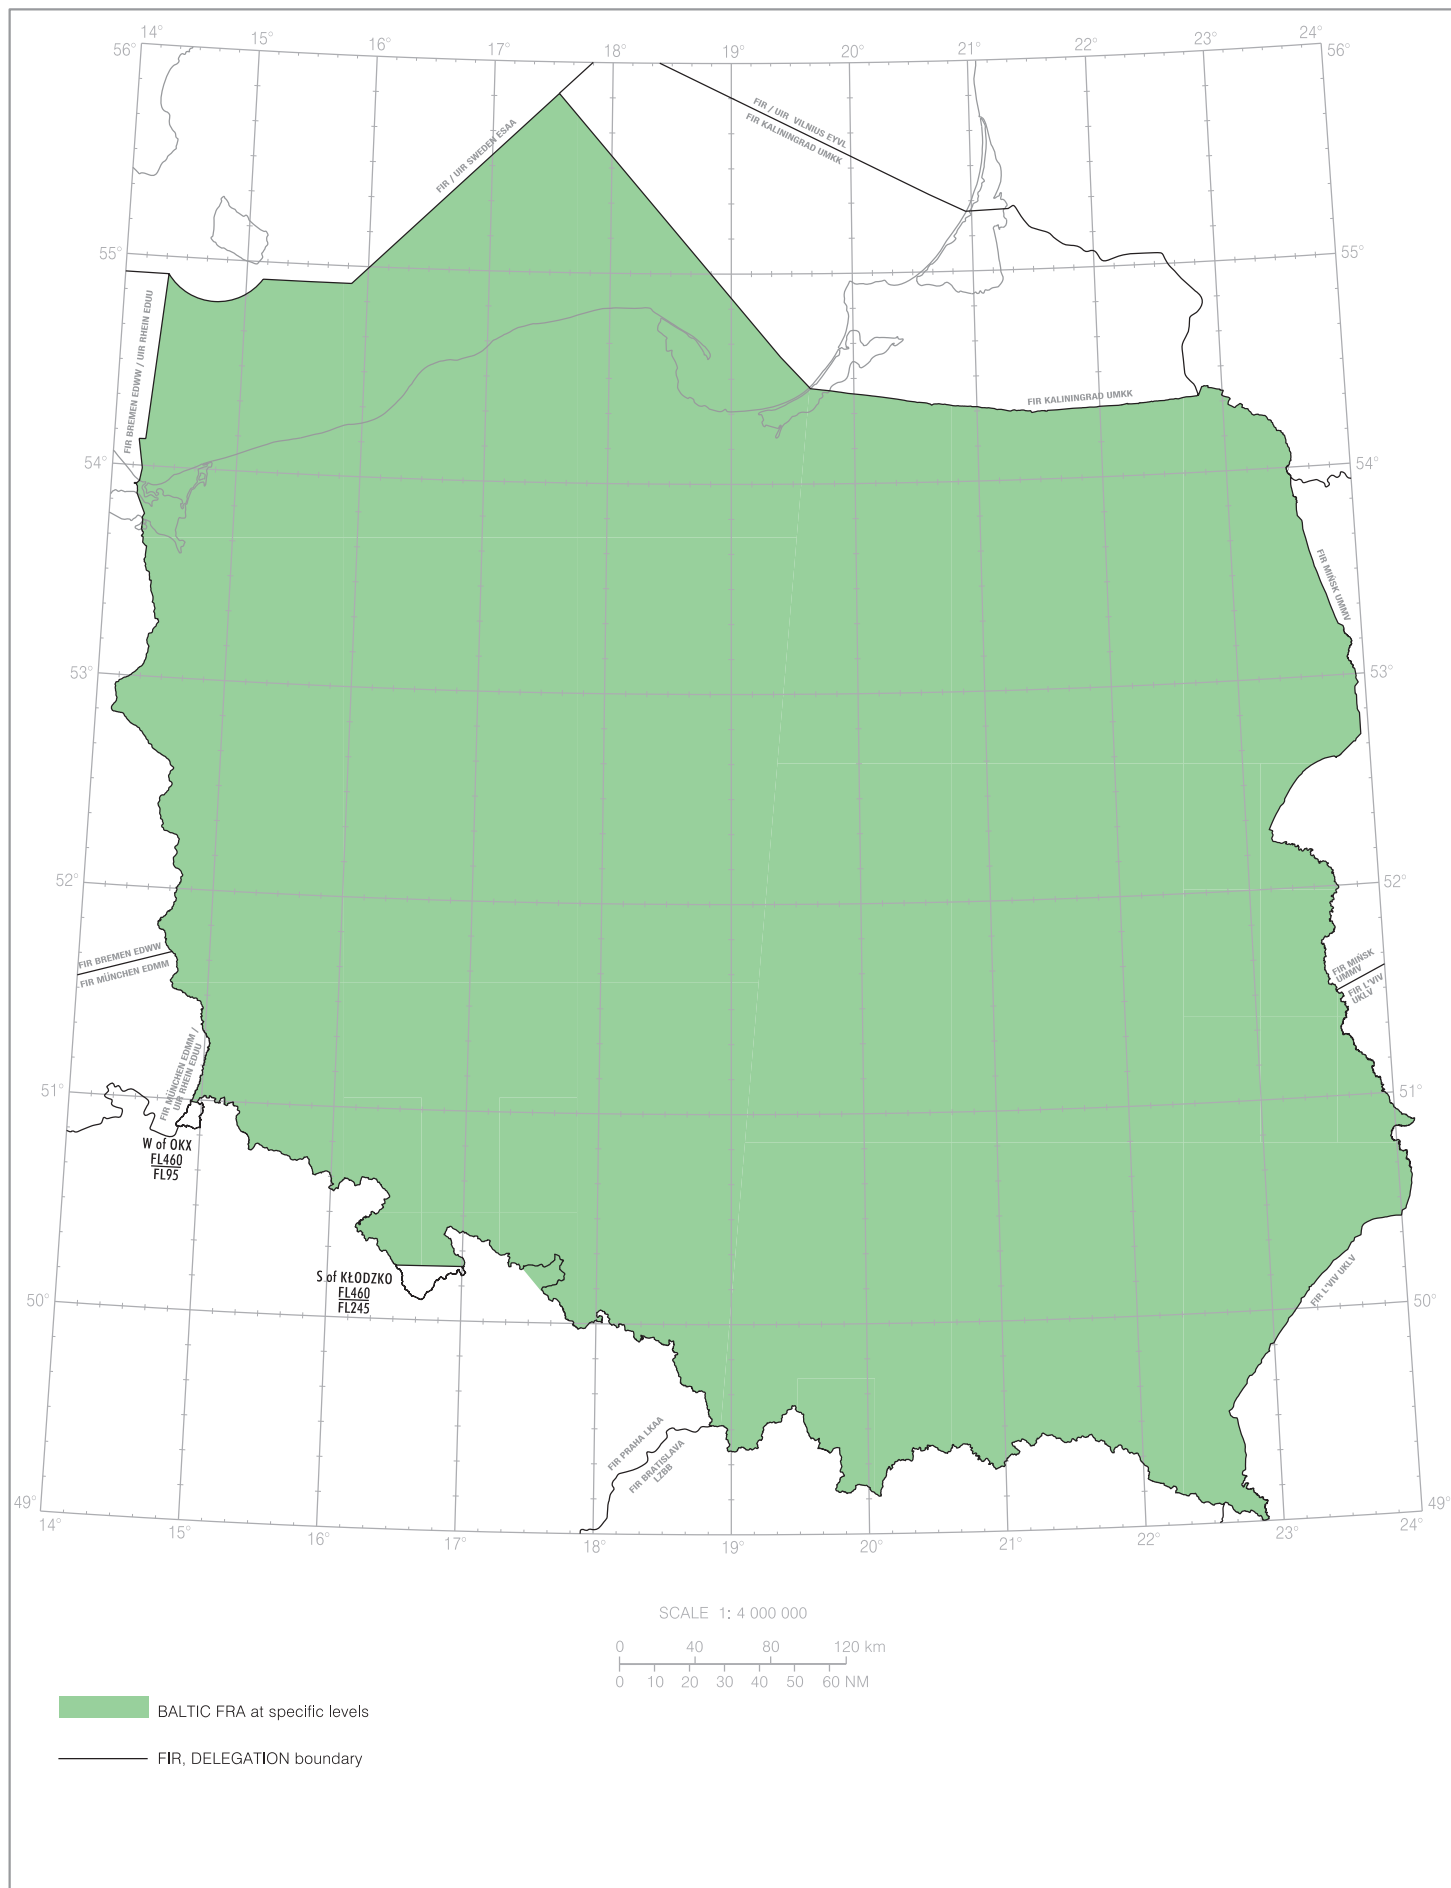 14°
15°
16°
17°
18°
19°
20°
21°
22°
23°
24°
56°
56°
FIR / UIR SWEDEN ESAA
FIR / UIR VILNIUS EYVL
FIR KALININGRAD UMKK
55°
55°
FIR BREMEN EDWW / UIR RHEIN EDUU
FIR KALININGRAD UMKK
54°
54°
FIR MIŃSK UMMV
53°
53°
52°
52°
FIR BREMEN EDWW
FIR MÜNCHEN EDMM
FIR MIŃSK
UMMV
FIR L'VIV
UKLV
FIR MÜNCHEN EDMM /
UIR RHEIN EDUU
51°
51°
W of OKX
FL460
FL95
S of KŁODZKO
FL460
FL245
FIR L'VIV UKLV
50°
50°
FIR PRAHA LKAA
FIR BRATISLAVA
LZBB
49°
49°
14°
15°
16°
17°
18°
19°
20°
21°
22°
23°
24°
SCALE 1: 4 000 000
0 40 80 120 km
0 10 20 30 40 50 60 NM
BALTIC FRA at specific levels
FIR, DELEGATION boundary